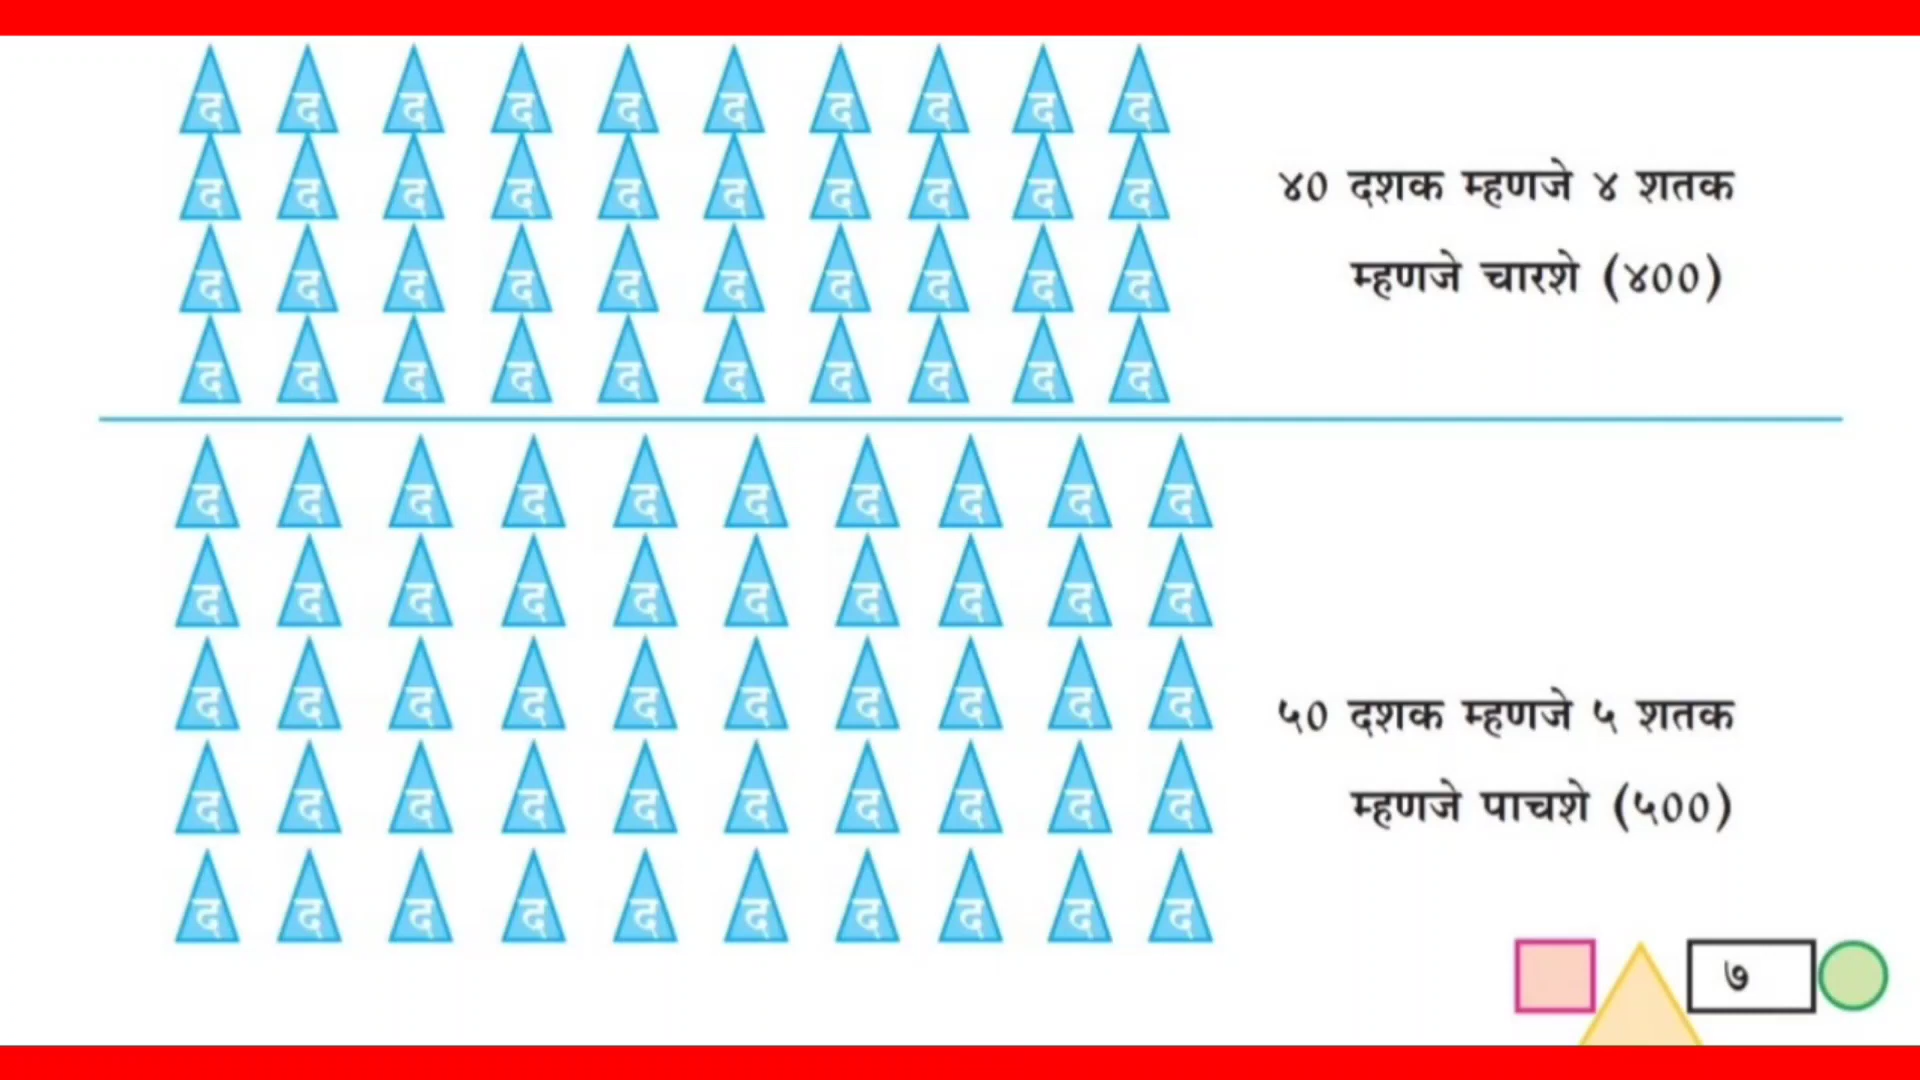 द द द द द द द द द द
द द द द द द द द द द
द द द द द द द द द द
द द द द द द द द द द
४० दशक म्हणजे ४ शतक
म्हणजे चारशे (४००)
द द द द द द द द द द
द द द द द द द द द द
द द द द द द द द द द
द द द द द द द द द द
द द द द द द द द द द
५० दशक म्हणजे ५ शतक
म्हणजे पाचशे (५००)
७